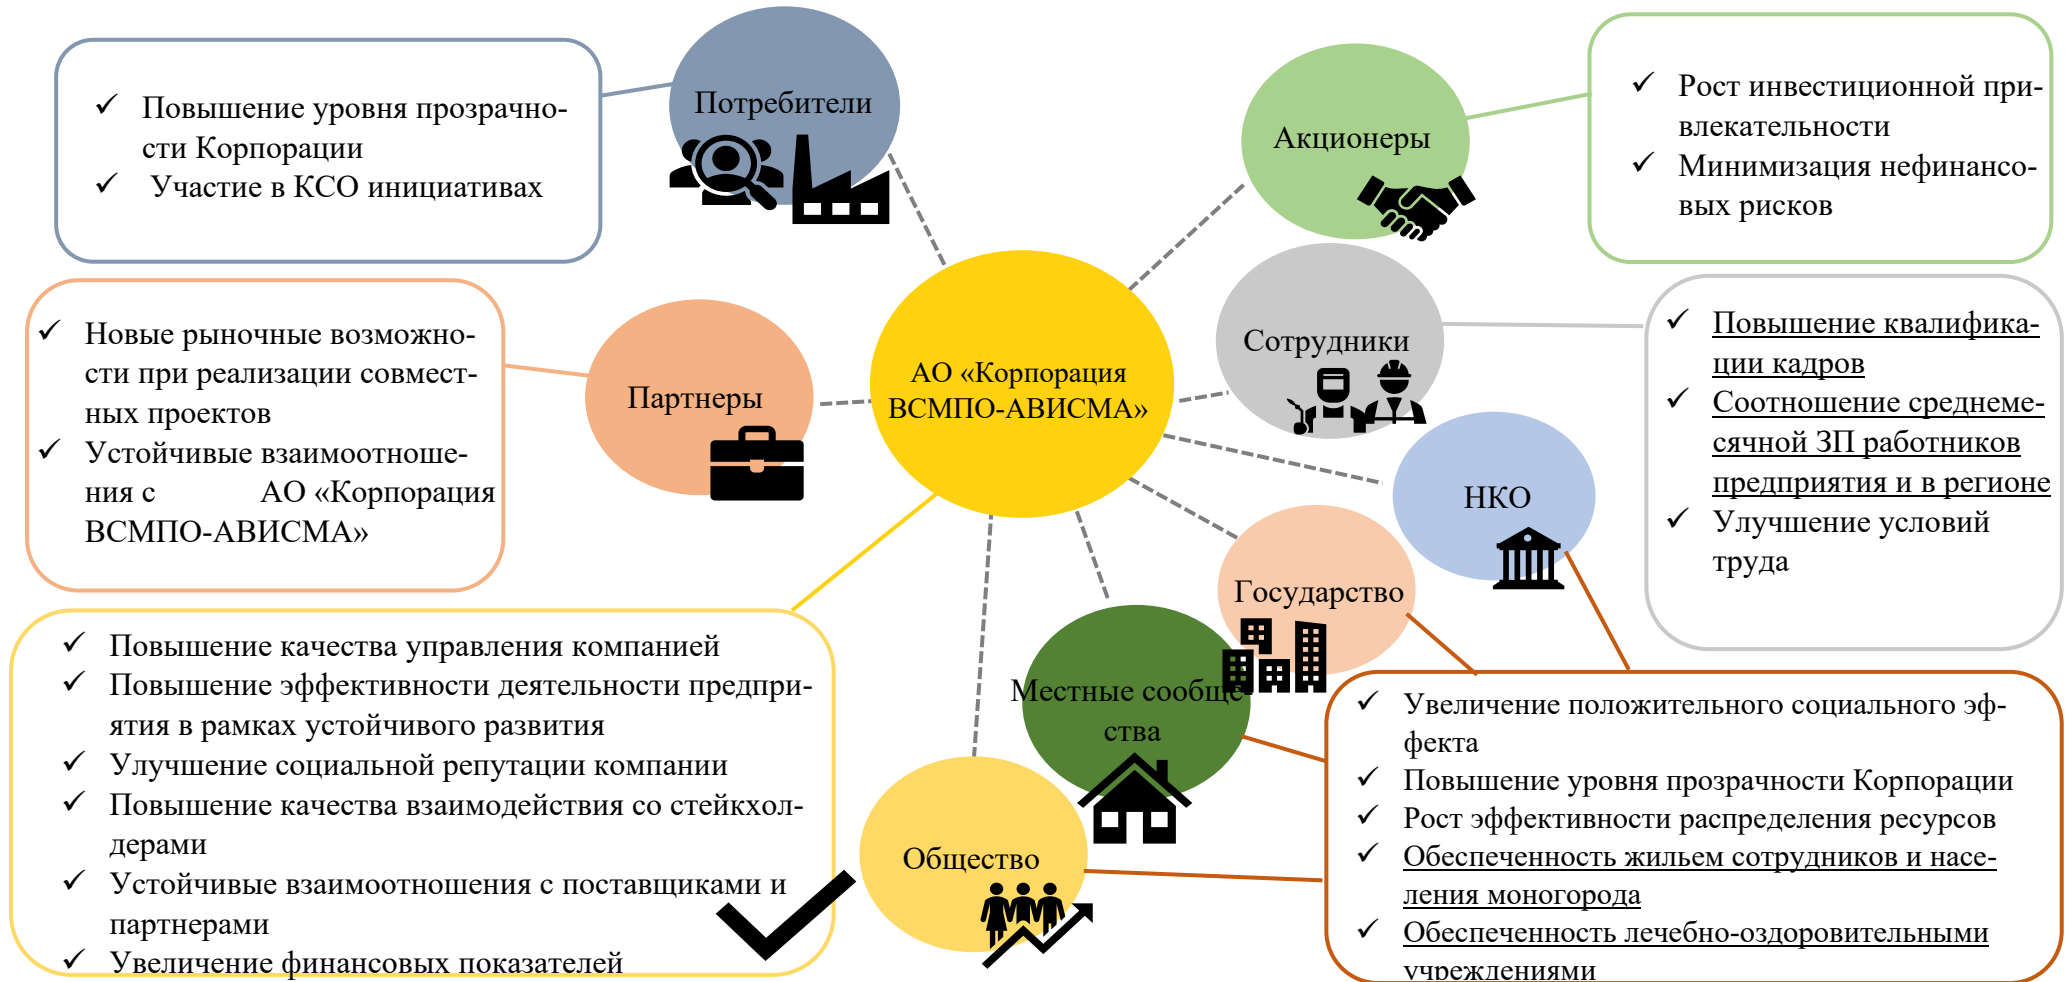 Потребители
✓ Повышение уровня прозрачно-
сти Корпорации
✓ Участие в КСО инициативах
Акционеры
✓ Рост инвестиционной при-
влекательности
✓ Минимизация нефинансо-
вых рисков
Партнеры
✓ Новые рыночные возможно-
сти при реализации совмест-
ных проектов
✓ Устойчивые взаимоотноше-
ния с АО «Корпорация
ВСМПО-АВИСМА»
АО «Корпорация
ВСМПО-АВИСМА»
Сотрудники
✓ Повышение квалифика-
ции кадров
✓ Соотношение среднеме-
сячной ЗП работников
предприятия и в регионе
✓ Улучшение условий
труда
НКО
Государство
Местные сообще-
ства
Общество
✓ Повышение качества управления компанией
✓ Повышение эффективности деятельности предпри-
ятия в рамках устойчивого развития
✓ Улучшение социальной репутации компании
✓ Повышение качества взаимодействия со стейкхол-
дерами
✓ Устойчивые взаимоотношения с поставщиками и
партнерами
✓ Увеличение финансовых показателей
✓ Увеличение положительного социального эф-
фекта
✓ Повышение уровня прозрачности Корпорации
✓ Рост эффективности распределения ресурсов
✓ Обеспеченность жильем сотрудников и насе-
ления моногорода
✓ Обеспеченность лечебно-оздоровительными
учреждениями